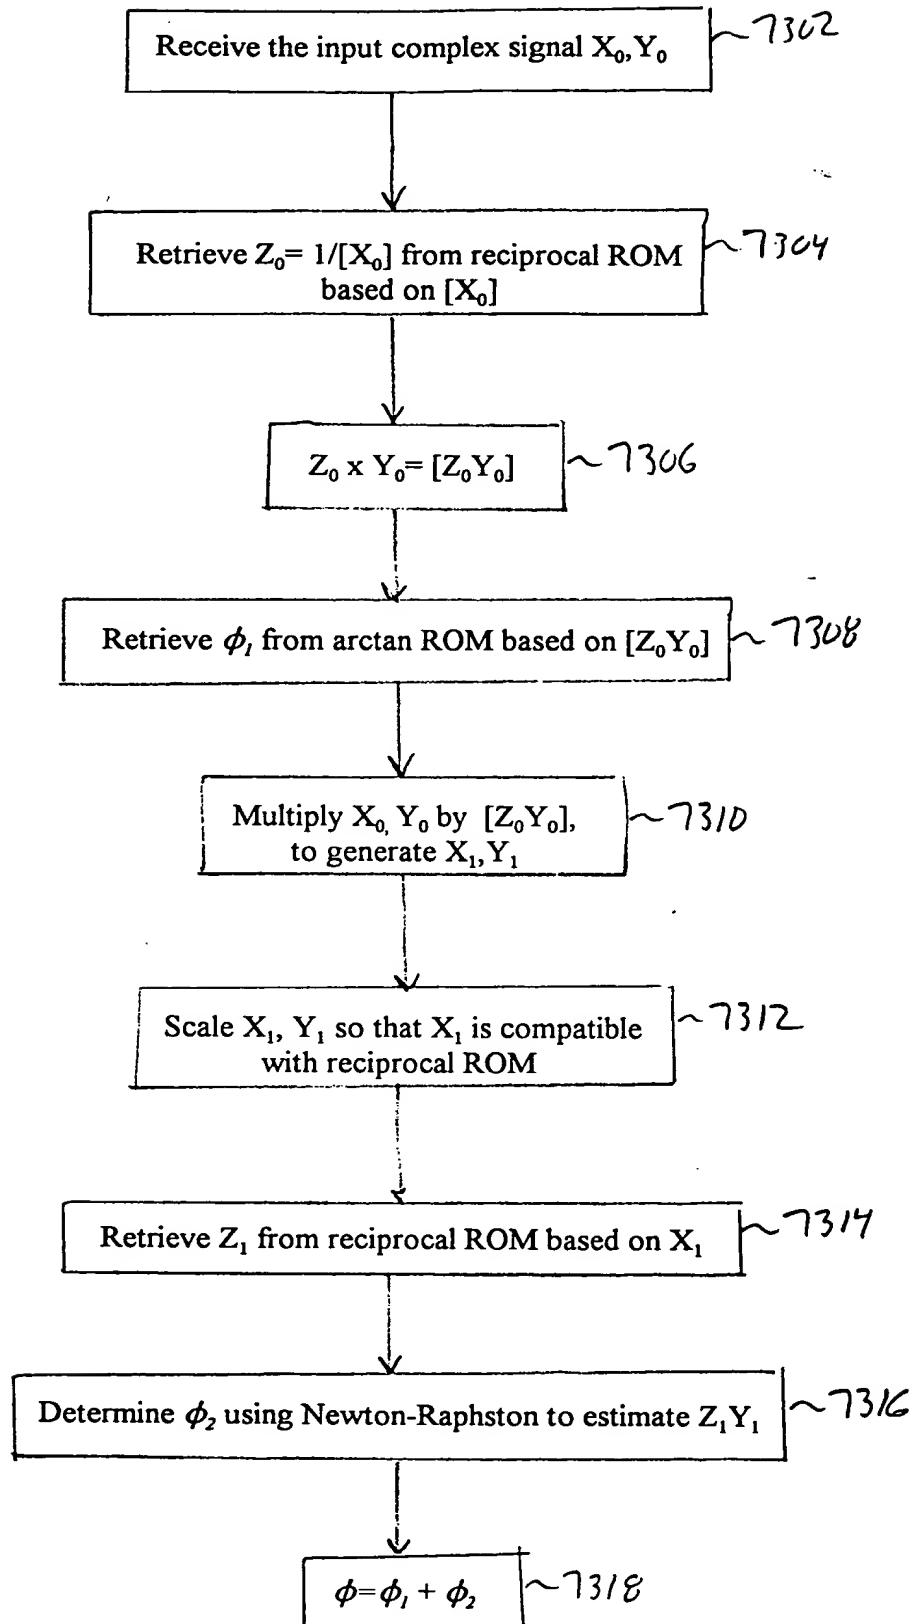 Receive the input complex signal X₀, Y₀
7302
Retrieve Z₀= 1/[X₀] from reciprocal ROM
based on [X₀]
7304
Z₀ x Y₀= [Z₀Y₀]
7306
Retrieve ϕ₁ from arctan ROM based on [Z₀Y₀]
7308
Multiply X₀, Y₀ by [Z₀Y₀],
to generate X₁, Y₁
7310
Scale X₁, Y₁ so that X₁ is compatible
with reciprocal ROM
7312
Retrieve Z₁ from reciprocal ROM based on X₁
7314
Determine ϕ₂ using Newton-Raphston to estimate Z₁Y₁
7316
ϕ=ϕ₁ + ϕ₂
7318